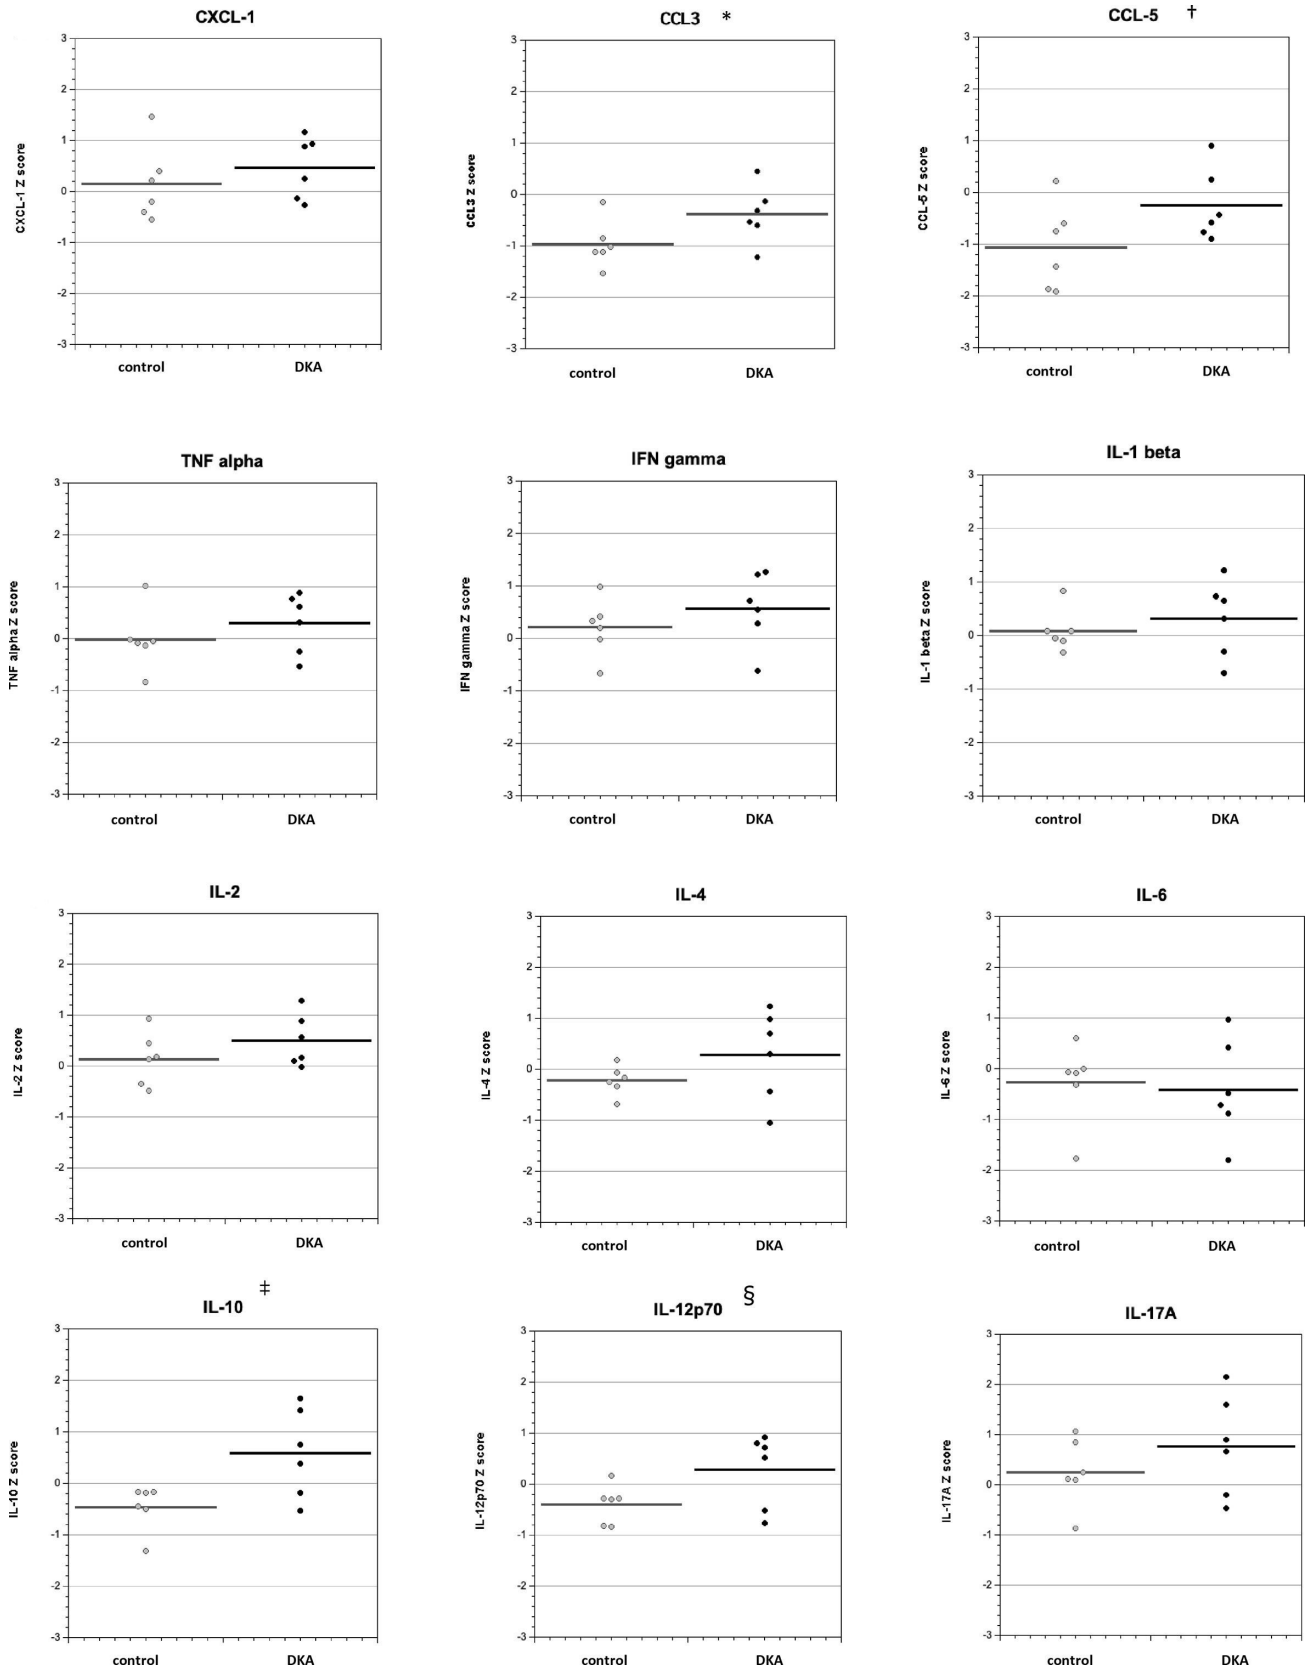 CXCL-1
CCL3 *
CCL-5 †
3
2
1
0
-1
-2
-3
CXCL-1 Z score
control DKA
3
2
1
0
-1
-2
-3
CCL3 Z score
control DKA
3
2
1
0
-1
-2
-3
CCL-5 Z score
control DKA
TNF alpha
IFN gamma
IL-1 beta
3
2
1
0
-1
-2
-3
TNF alpha Z score
control DKA
3
2
1
0
-1
-2
-3
IFN gamma Z score
control DKA
3
2
1
0
-1
-2
-3
IL-1 beta Z score
control DKA
IL-2
IL-4
IL-6
3
2
1
0
-1
-2
-3
IL-2 Z score
control DKA
3
2
1
0
-1
-2
-3
IL-4 Z score
control DKA
3
2
1
0
-1
-2
-3
IL-6 Z score
control DKA
IL-10 ‡
IL-12p70 §
IL-17A
3
2
1
0
-1
-2
-3
IL-10 Z score
control DKA
3
2
1
0
-1
-2
-3
IL-12p70 Z score
control DKA
3
2
1
0
-1
-2
-3
IL-17A Z score
control DKA